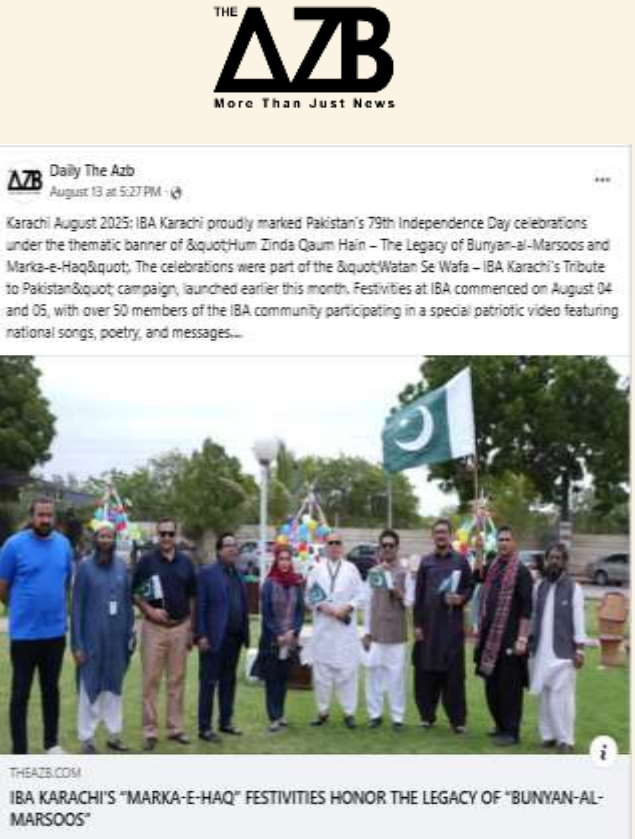 THE
AZB
More Than Just News
AZB
Daily The Azb
August 13 at 5:27 PM ·
Karachi August 2025: IBA Karachi proudly marked Pakistan's 79th Independence Day celebrations
under the thematic banner of &quot;Hum Zinda Qaum Hain – The Legacy of Bunyan-al-Marsoos and
Marka-e-Haq&quot;. The celebrations were part of the &quot;Watan Se Wafa – IBA Karachi's Tribute
to Pakistan&quot; campaign, launched earlier this month. Festivities at IBA commenced on August 04
and 05, with over 50 members of the IBA community participating in a special patriotic video featuring
national songs, poetry, and messages....
THEAZB.COM
IBA KARACHI'S “MARKA-E-HAQ” FESTIVITIES HONOR THE LEGACY OF “BUNYAN-AL-
MARSOOS”